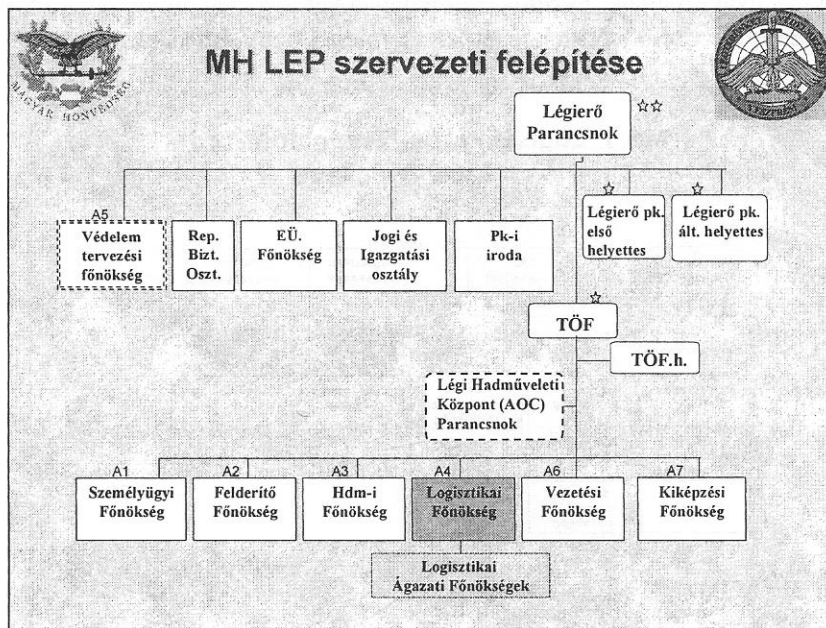 MH LEP szervezeti felépítése
MAGYAR HONVÉDSÉG
Légierő
Parancsnok
A5
Védelem
tervezési
főnökség
Rep.
Bizt.
Oszt.
EÜ.
Főnökség
Jogi és
Igazgatási
osztály
Pk-i
iroda
Légierő pk.
első
helyettes
Légierő pk.
ált. helyettes
TÖF
TÖF.h.
Légi Hadműveleti
Központ (AOC)
Parancsnok
A1
Személyügyi
Főnökség
A2
Felderítő
Főnökség
A3
Hdm-i
Főnökség
A4
Logisztikai
Főnökség
A6
Vezetési
Főnökség
A7
Kiképzési
Főnökség
Logisztikai
Ágazati Főnökségek